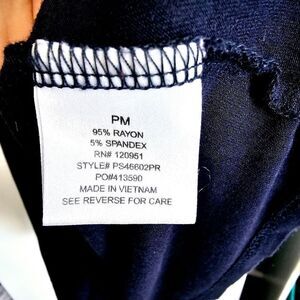 PM
95% RAYON
5% SPANDEX
RN# 120951
STYLE# PS46602PR
PO#413590
MADE IN VIETNAM
SEE REVERSE FOR CARE